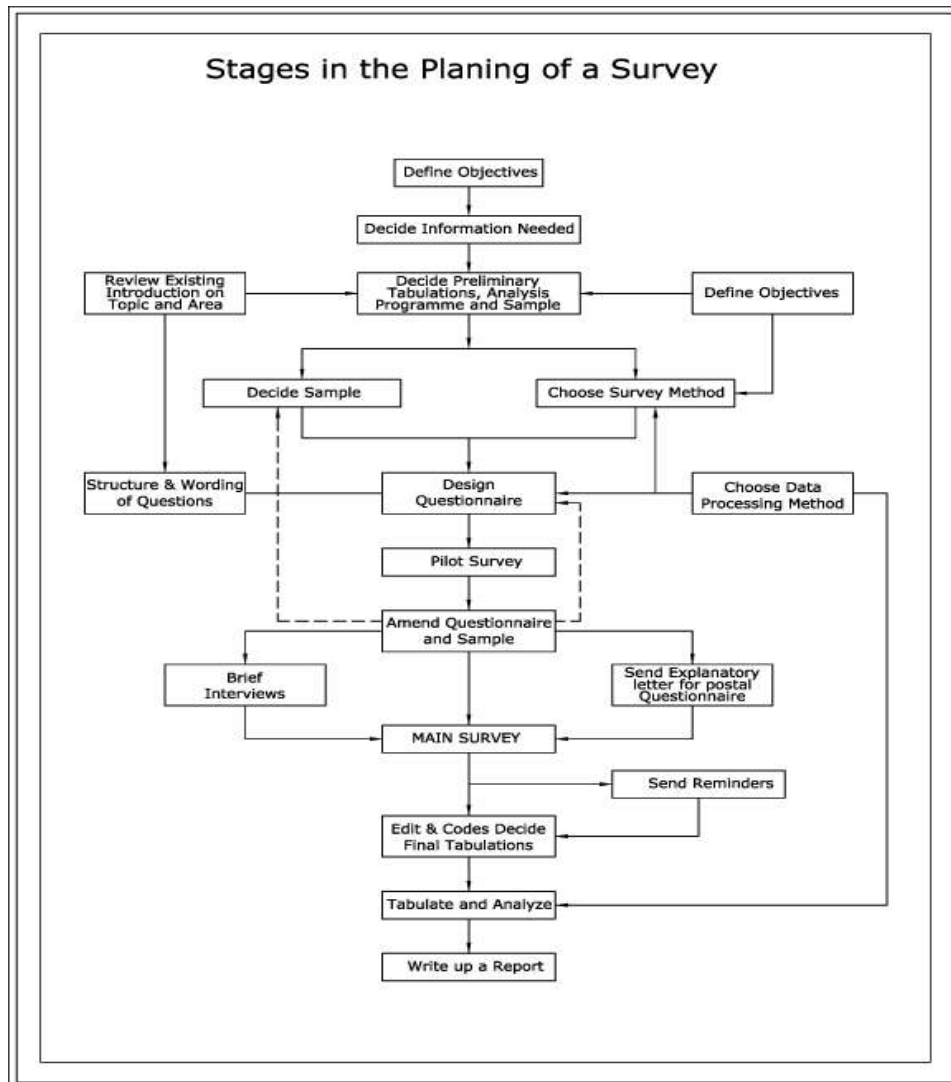 Stages in the Planing of a Survey
Define Objectives
Decide Information Needed
Review Existing
Introduction on
Topic and Area
Decide Preliminary
Tabulations, Analysis
Programme and Sample
Define Objectives
Decide Sample
Choose Survey Method
Structure & Wording
of Questions
Design
Questionnaire
Choose Data
Processing Method
Pilot Survey
Amend Questionnaire
and Sample
Brief
Interviews
Send Explanatory
letter for postal
Questionnaire
MAIN SURVEY
Send Reminders
Edit & Codes Decide
Final Tabulations
Tabulate and Analyze
Write up a Report